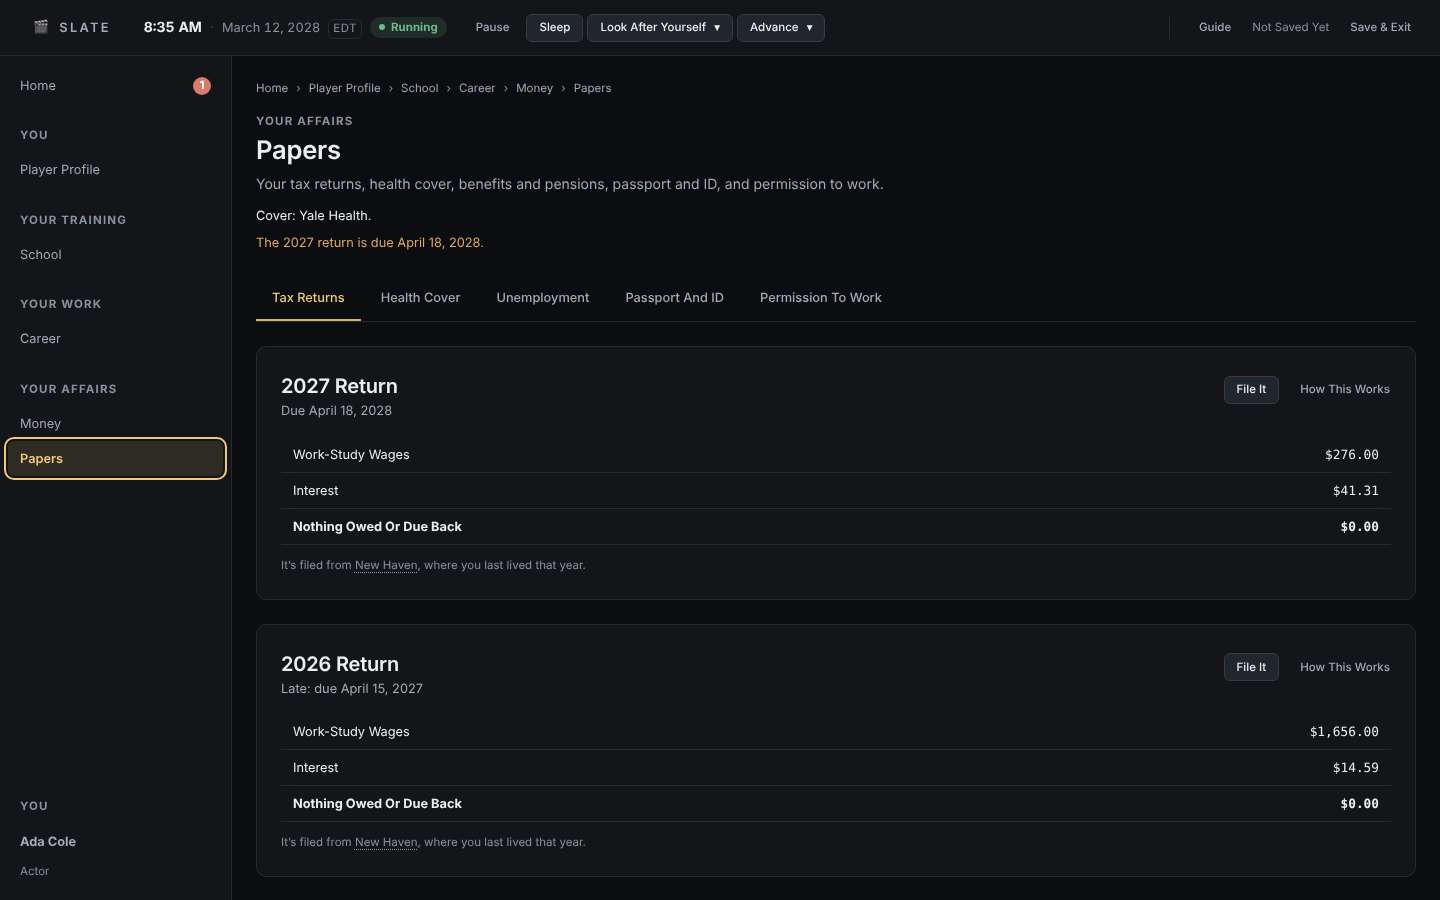 SLATE
8:35 AM · March 12, 2028 EDT Running Pause Sleep Look After Yourself ▾ Advance ▾ Guide Not Saved Yet Save & Exit
Home 1
YOU
Player Profile
YOUR TRAINING
School
YOUR WORK
Career
YOUR AFFAIRS
Money
Papers
YOU
Ada Cole
Actor
Home › Player Profile › School › Career › Money › Papers
YOUR AFFAIRS
Papers
Your tax returns, health cover, benefits and pensions, passport and ID, and permission to work.
Cover: Yale Health.
The 2027 return is due April 18, 2028.
Tax Returns Health Cover Unemployment Passport And ID Permission To Work
2027 Return File It How This Works
Due April 18, 2028
Work-Study Wages $276.00
Interest $41.31
Nothing Owed Or Due Back $0.00
It's filed from New Haven, where you last lived that year.
2026 Return File It How This Works
Late: due April 15, 2027
Work-Study Wages $1,656.00
Interest $14.59
Nothing Owed Or Due Back $0.00
It's filed from New Haven, where you last lived that year.